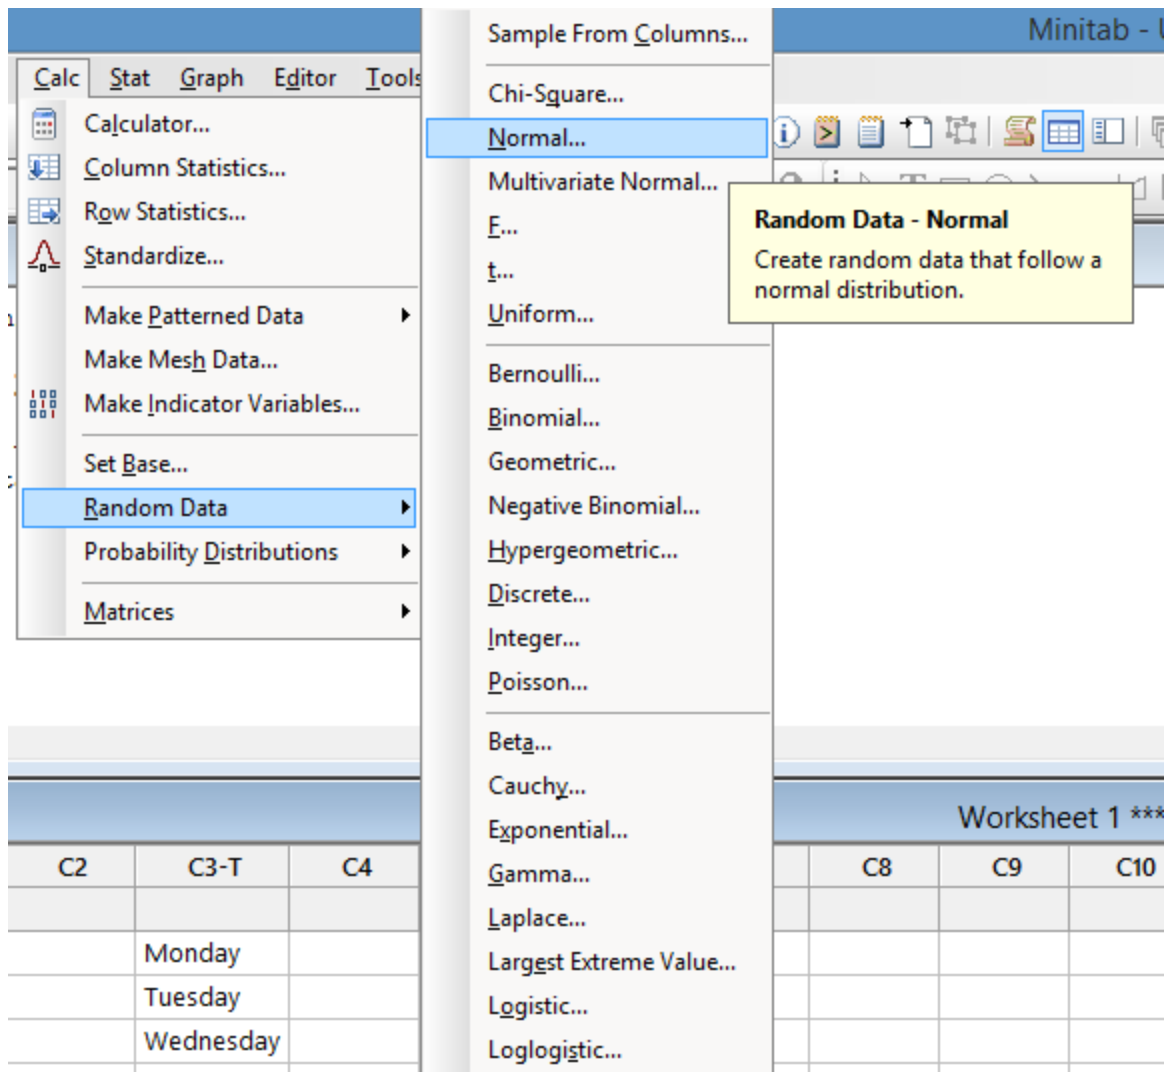 Minitab -
Calc Stat Graph Editor Tools
Calculator...
Column Statistics...
Row Statistics...
Standardize...
Make Patterned Data
Make Mesh Data...
Make Indicator Variables...
Set Base...
Random Data
Probability Distributions
Matrices
Sample From Columns...
Chi-Square...
Normal...
Multivariate Normal...
F...
t...
Uniform...
Bernoulli...
Binomial...
Geometric...
Negative Binomial...
Hypergeometric...
Discrete...
Integer...
Poisson...
Beta...
Cauchy...
Exponential...
Gamma...
Laplace...
Largest Extreme Value...
Logistic...
Loglogistic...
Random Data - Normal
Create random data that follow a
normal distribution.
Worksheet 1 ***
C2 C3-T C4 C8 C9 C10
Monday
Tuesday
Wednesday